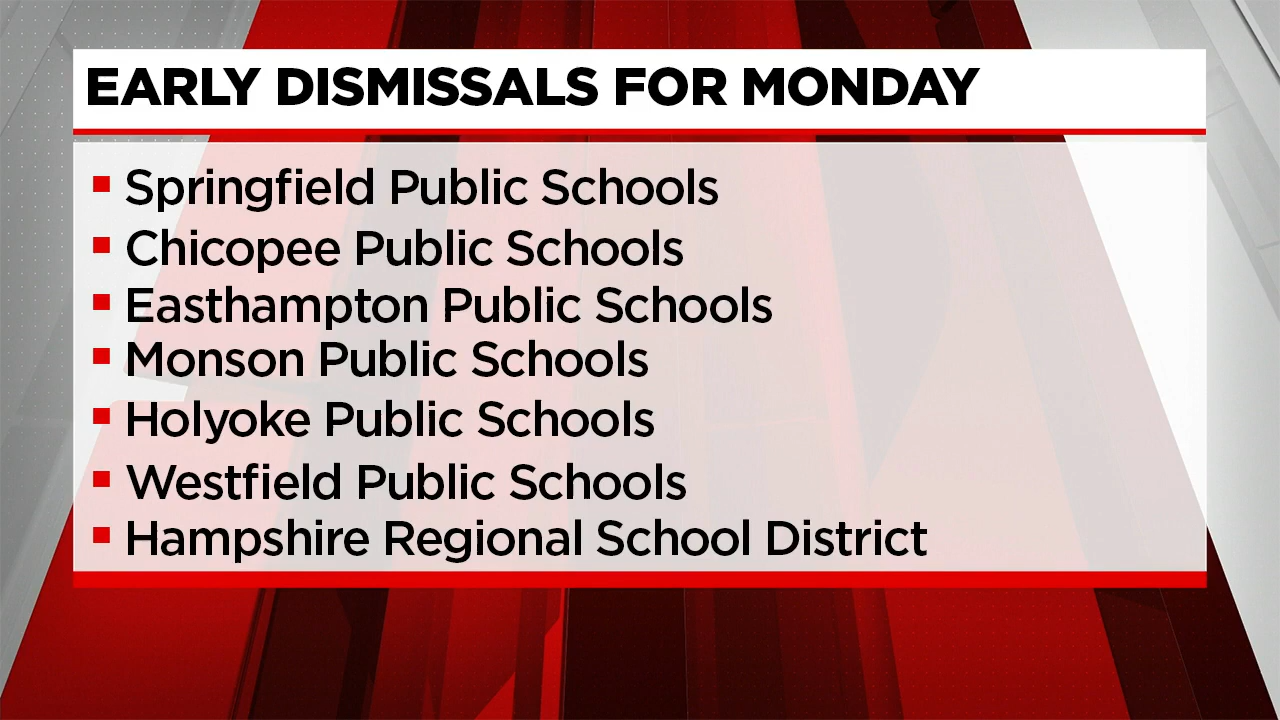 EARLY DISMISSALS FOR MONDAY
Springfield Public Schools
Chicopee Public Schools
Easthampton Public Schools
Monson Public Schools
Holyoke Public Schools
Westfield Public Schools
Hampshire Regional School District